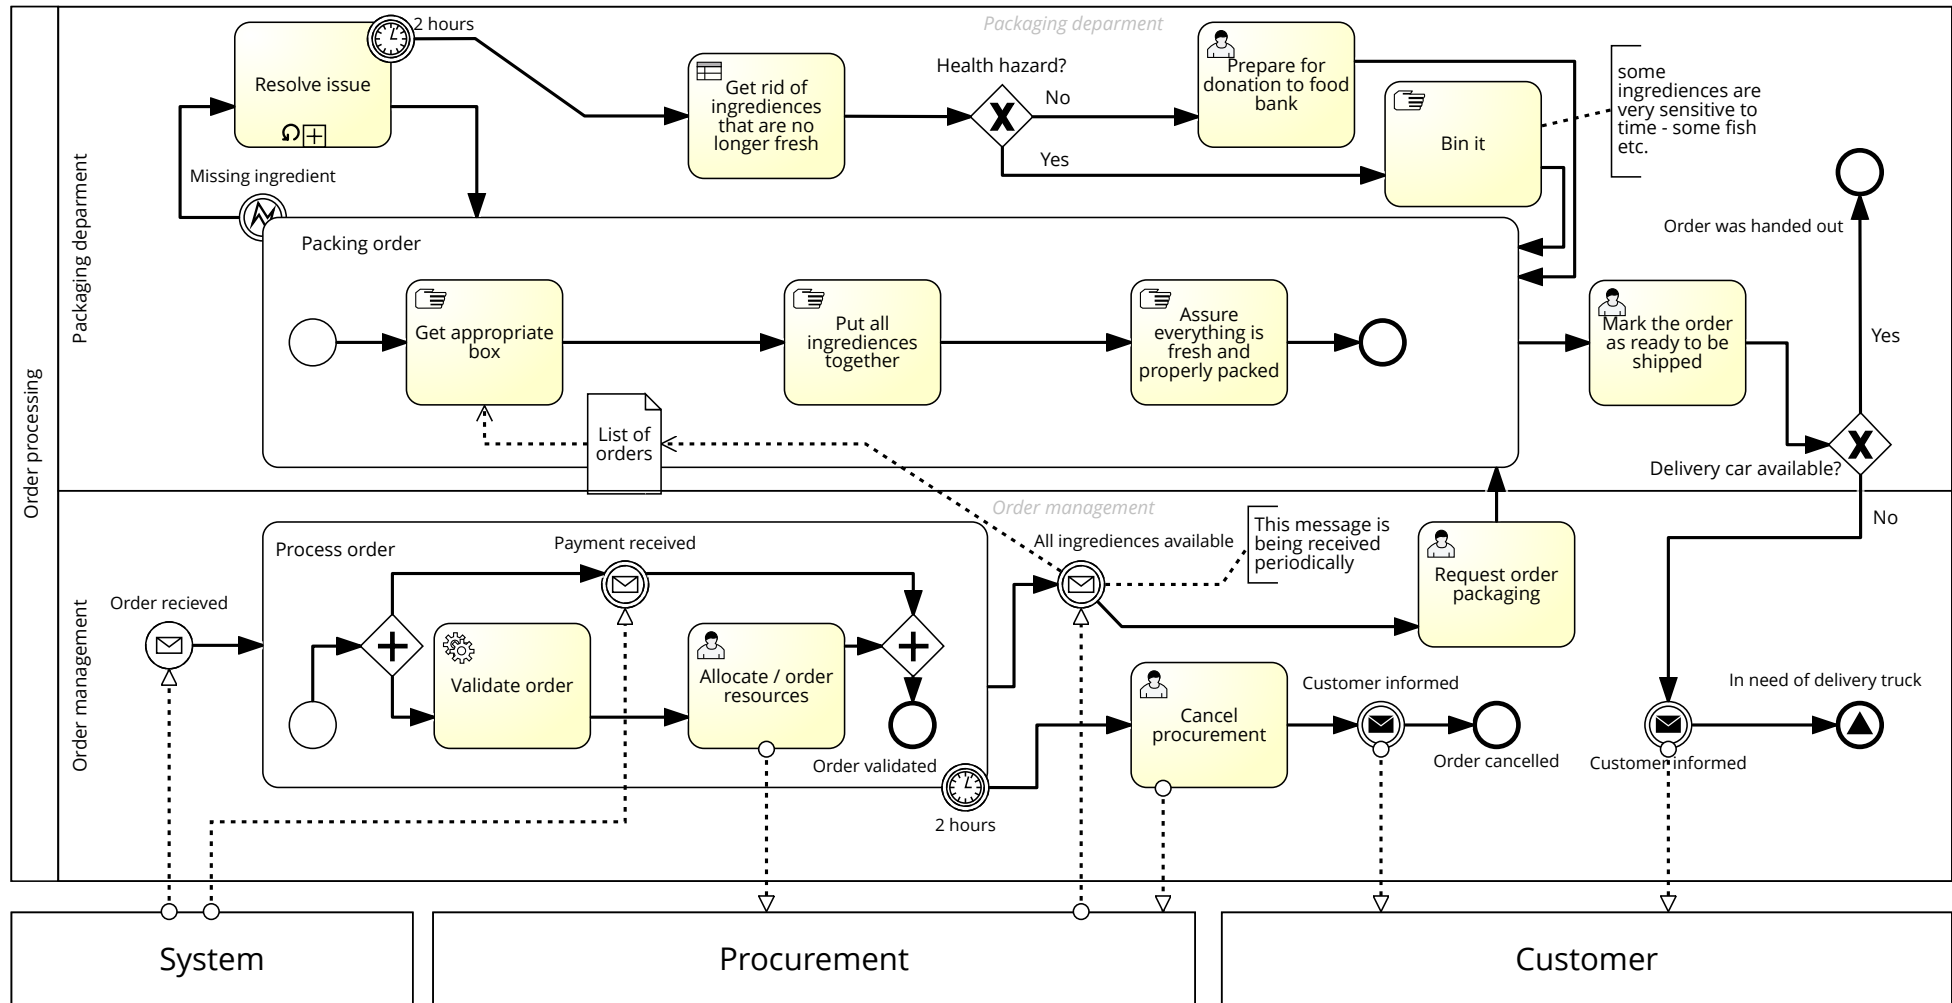 2 hours
Packaging deparment
Resolve issue
Get rid of
ingrediences
that are no
longer fresh
Health hazard?
No
Yes
Prepare for
donation to food
bank
Bin it
some
ingrediences are
very sensitive to
time - some fish
etc.
Missing ingredient
Packaging deparment
Order processing
Packing order
Get appropriate
box
Put all
ingrediences
together
Assure
everything is
fresh and
properly packed
Mark the order
as ready to be
shipped
Order was handed out
Yes
List of
orders
Delivery car available?
No
Order management
Order management
Process order
Payment received
All ingrediences available
This message is
being received
periodically
Request order
packaging
Order recieved
Validate order
Allocate / order
resources
Order validated
2 hours
Cancel
procurement
Customer informed
Order cancelled
Customer informed
In need of delivery truck
System
Procurement
Customer